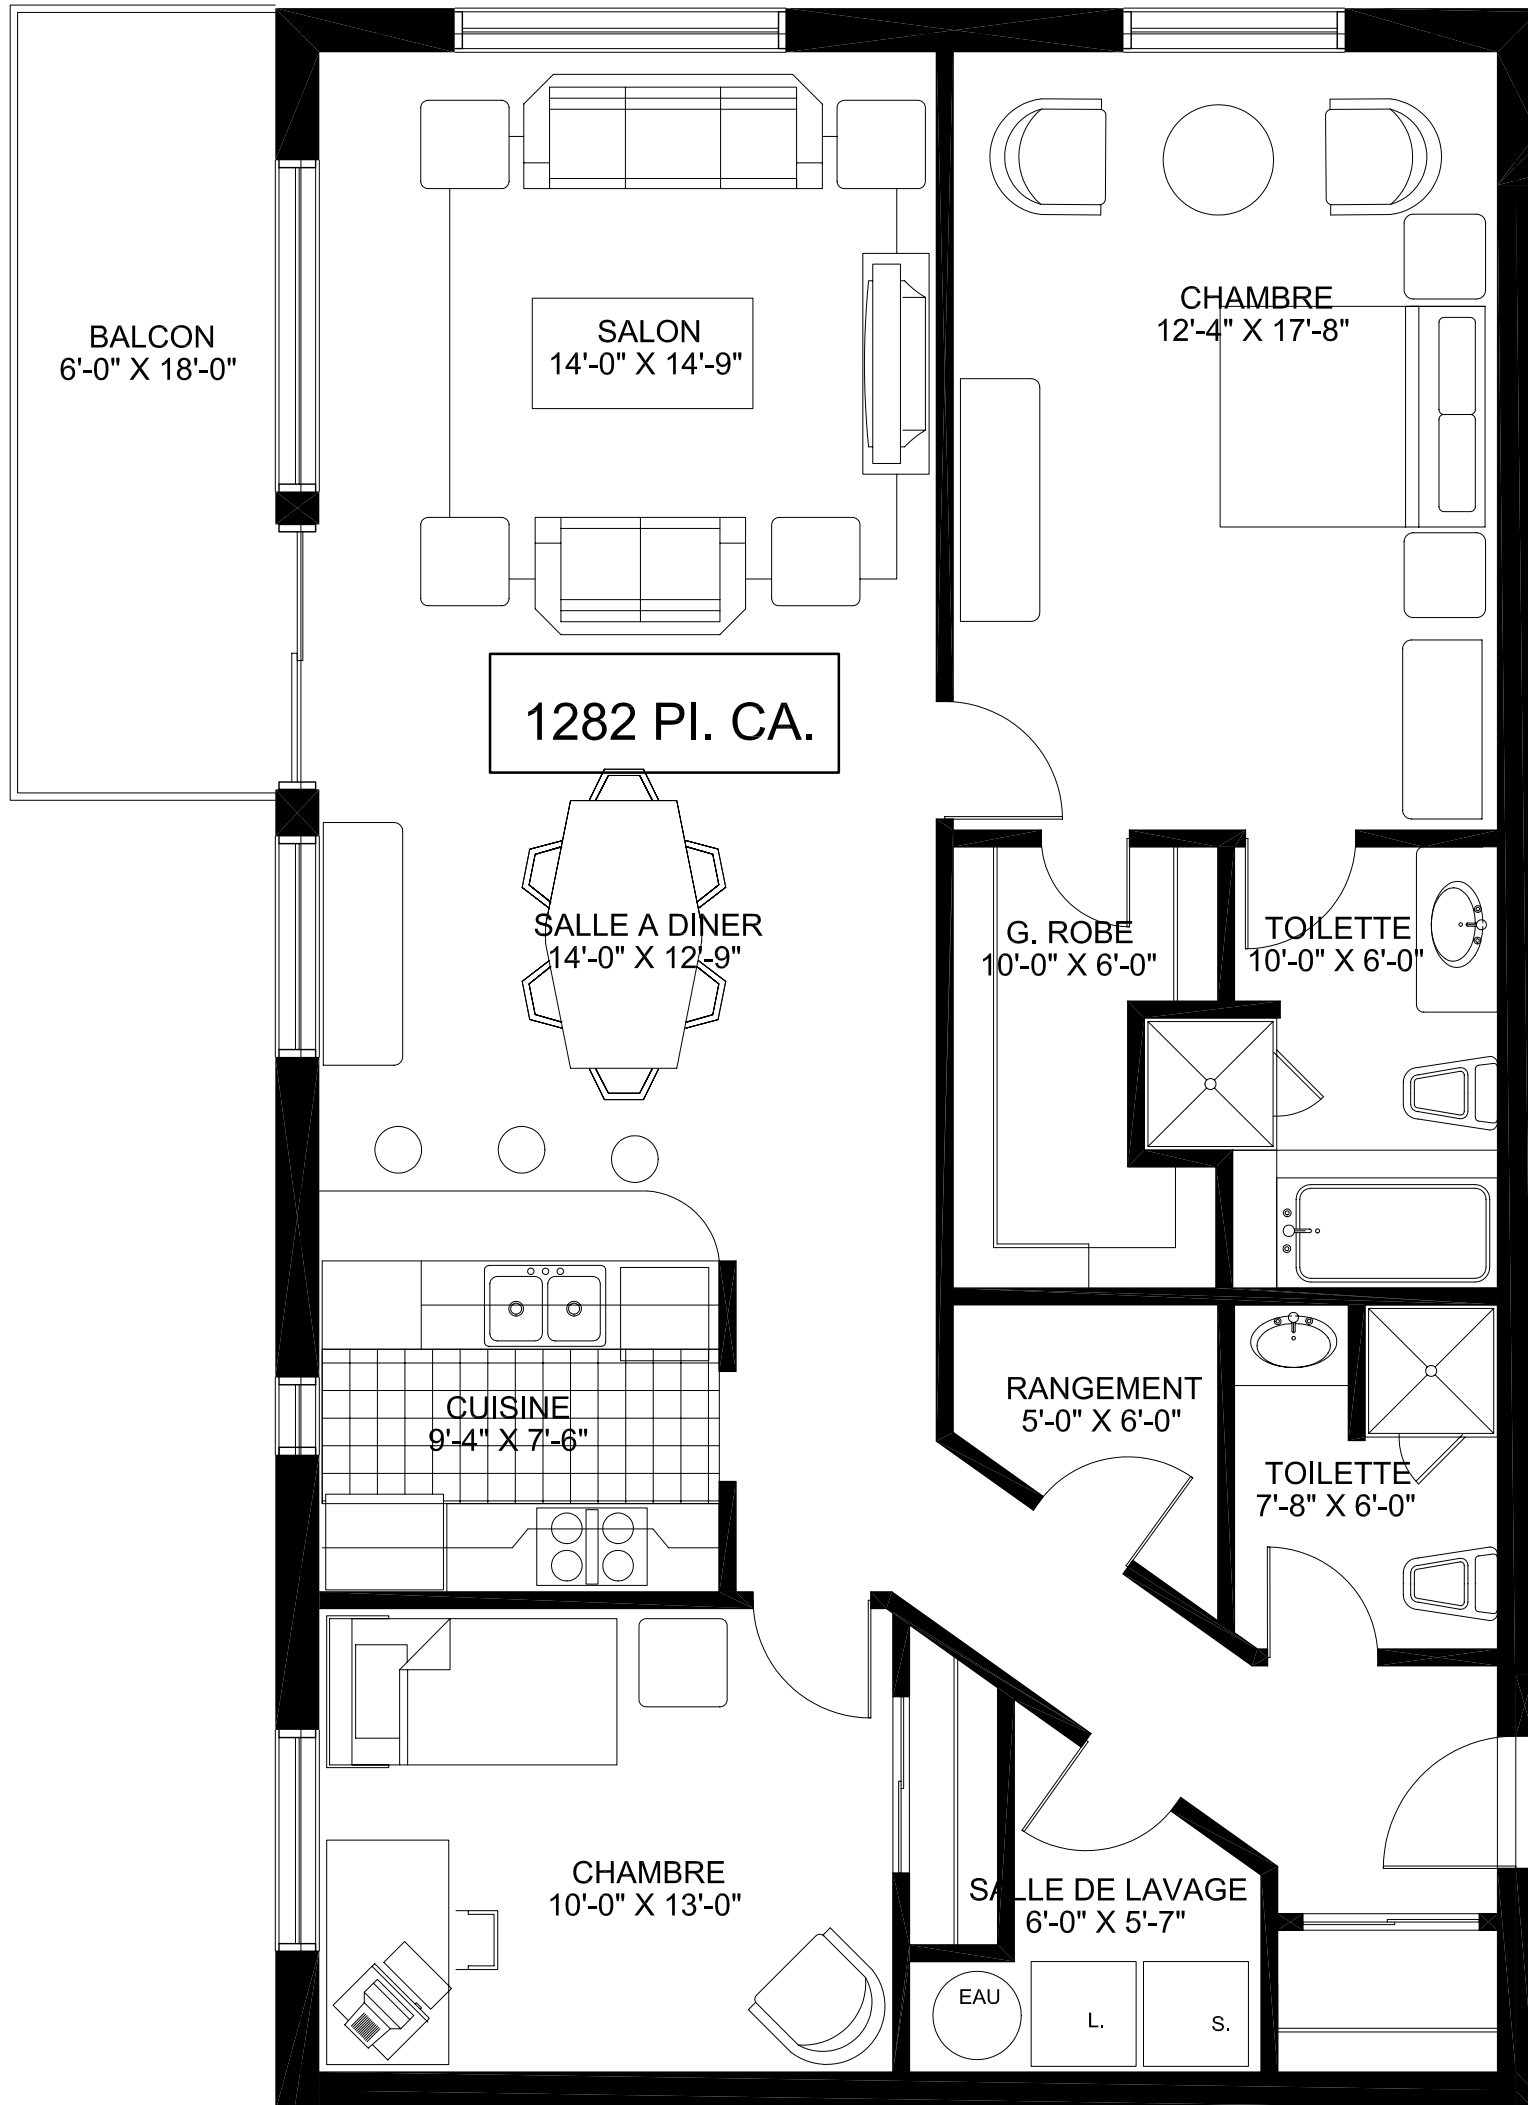 BALCON
6'-0" X 18'-0"
SALON
14'-0" X 14'-9"
CHAMBRE
12'-4" X 17'-8"
1282 PI. CA.
SALLE A DINER
14'-0" X 12'-9"
G. ROBE
10'-0" X 6'-0"
TOILETTE
10'-0" X 6'-0"
CUISINE
9'-4" X 7'-6"
RANGEMENT
5'-0" X 6'-0"
TOILETTE
7'-8" X 6'-0"
CHAMBRE
10'-0" X 13'-0"
SALLE DE LAVAGE
6'-0" X 5'-7"
EAU
L.
S.